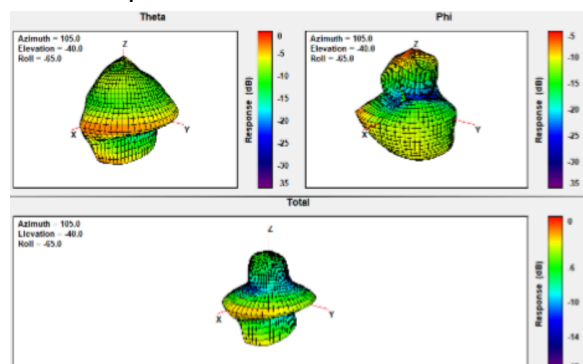 Theta
Phi
Azimuth = 105.0
Elevation = -40.0
Roll = -65.0
Z
X
Y
0
-5
-10
-15
-20
-25
-30
35
Response (dB)
Azimuth = 105.0
Elevation = -40.0
Roll = -65.0
Z
X
Y
-5
-10
-15
-20
-25
-30
35
Response (dB)
Total
Azimuth = 105.0
Elevation = -40.0
Roll = -65.0
Z
X
Y
0
-10
-14
Response (dB)